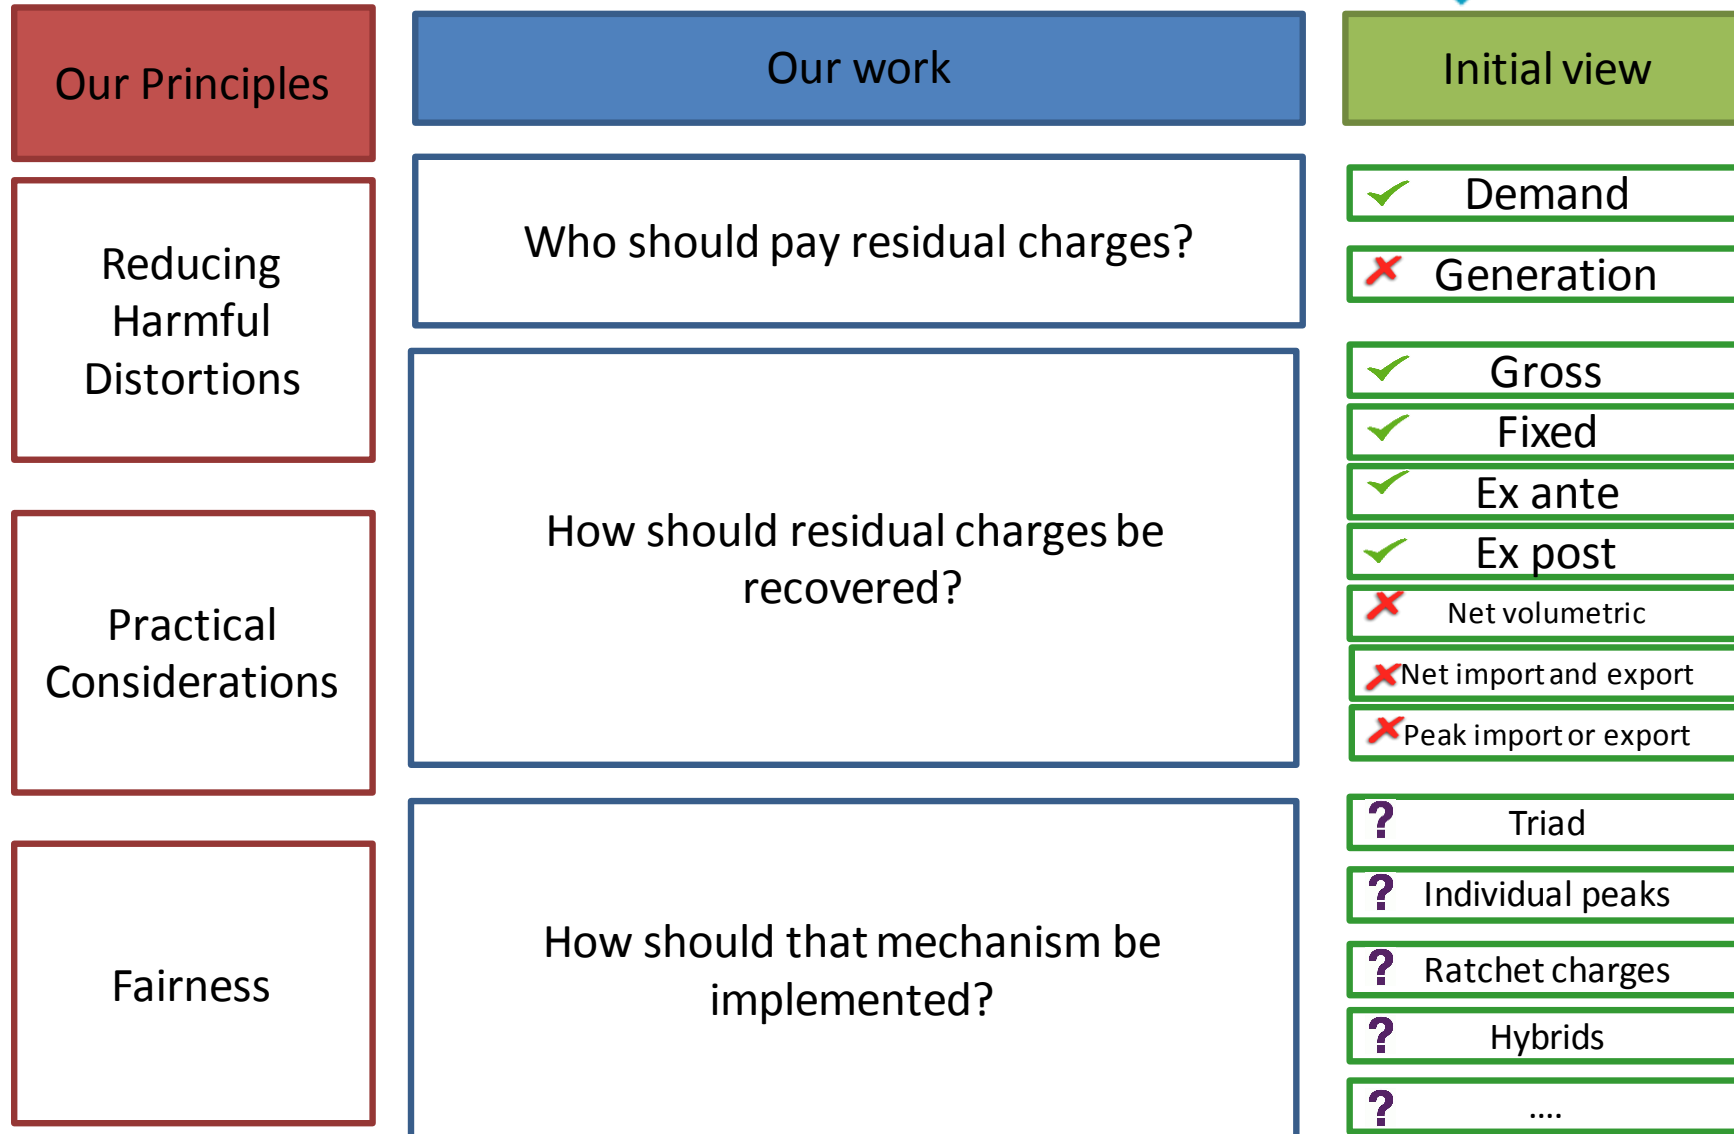 Our Principles
Our work
Initial view
Reducing
Harmful
Distortions
Practical
Considerations
Fairness
Who should pay residual charges?
How should residual charges be
recovered?
How should that mechanism be
implemented?
Demand
Generation
Gross
Fixed
Ex ante
Ex post
Net volumetric
Net import and export
Peak import or export
? Triad
? Individual peaks
? Ratchet charges
? Hybrids
? ....